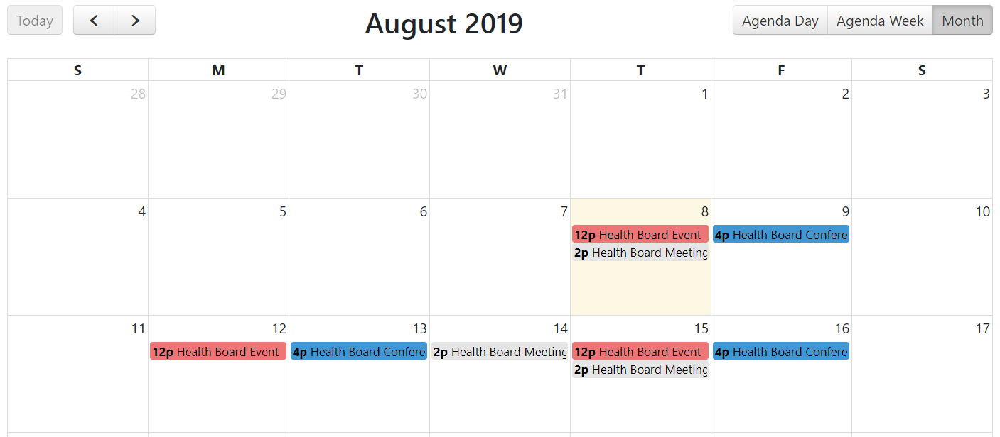 Today August 2019 Agenda Day Agenda Week Month
S M T W T F S
28 29 30 31 1 2 3
4 5 6 7 8 9 10
12p Health Board Event 4p Health Board Confere
2p Health Board Meeting
11 12 13 14 15 16 17
12p Health Board Event 4p Health Board Confere 2p Health Board Meeting 12p Health Board Event 4p Health Board Confere
2p Health Board Meeting